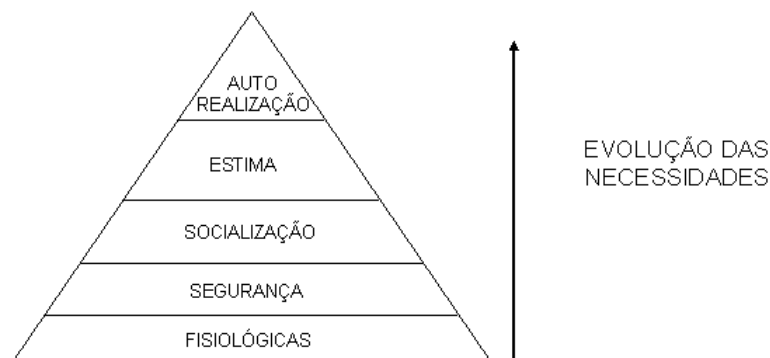 AUTO
REALIZAÇÃO
ESTIMA
SOCIALIZAÇÃO
SEGURANÇA
FISIOLÓGICAS
EVOLUÇÃO DAS
NECESSIDADES